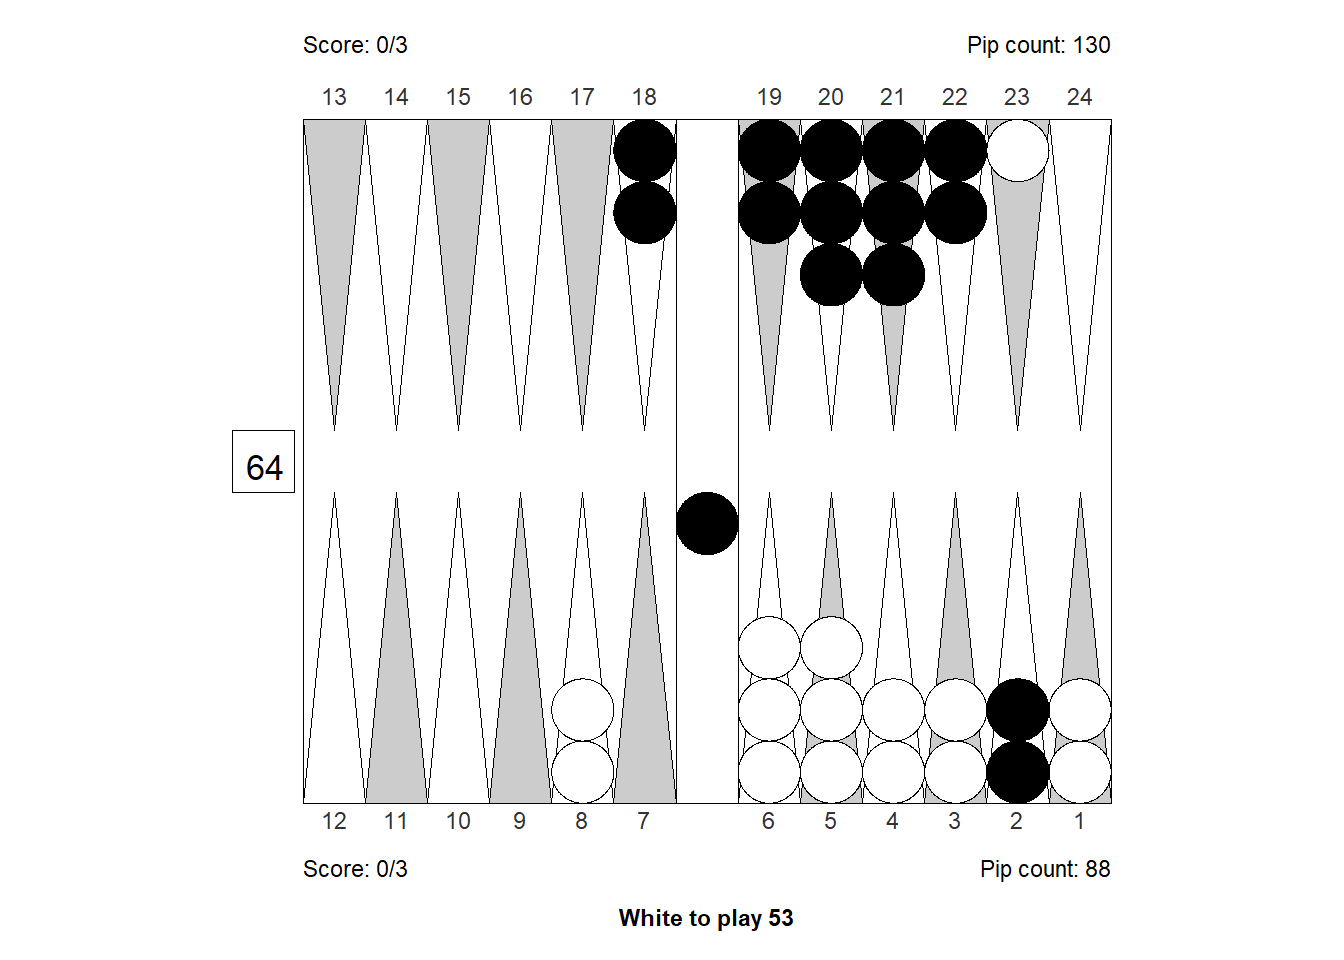 Score: 0/3 Pip count: 130
13 14 15 16 17 18 19 20 21 22 23 24
64
12 11 10 9 8 7 6 5 4 3 2 1
Score: 0/3 Pip count: 88
White to play 53